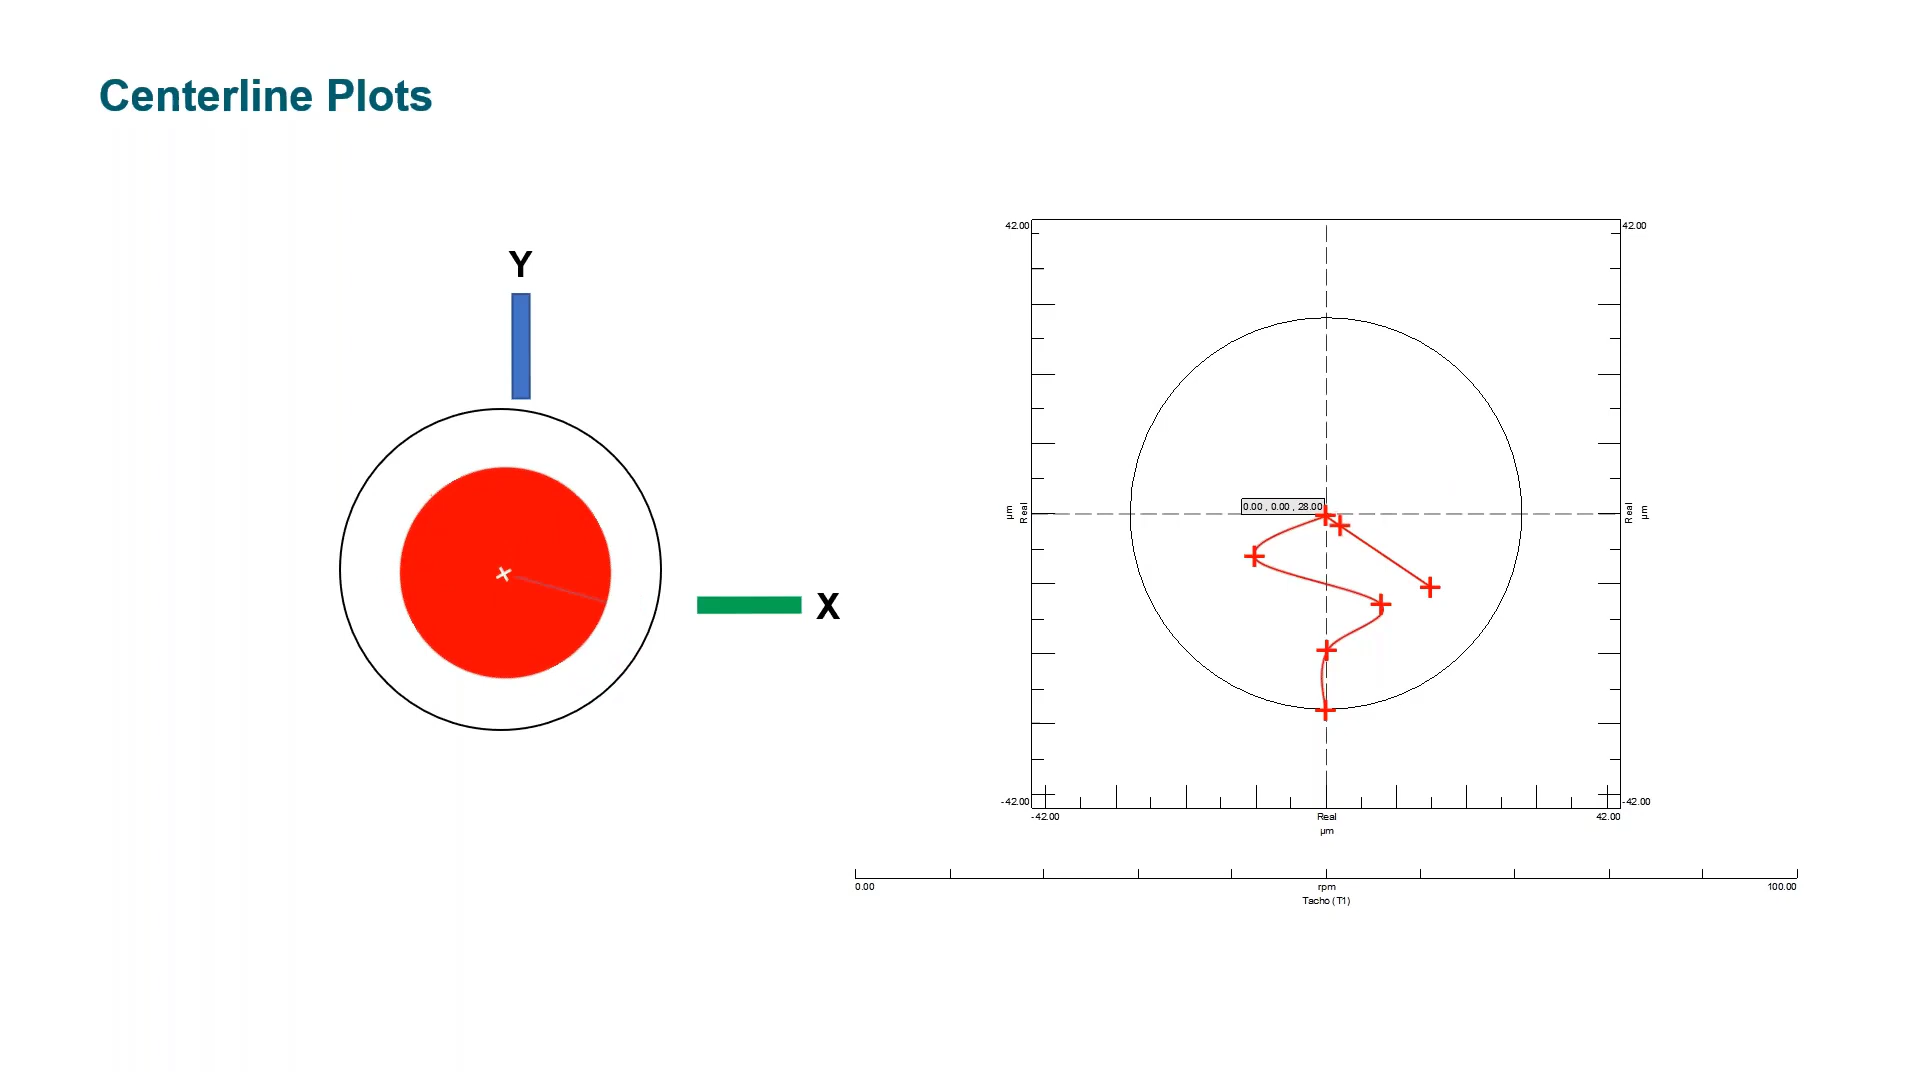 Centerline Plots
Y
X
42.00
42.00
µm
Real
0.00 , 0.00 , 28.00
Real
µm
-42.00
-42.00
-42.00
Real
42.00
µm
0.00
rpm
100.00
Tacho (T1)